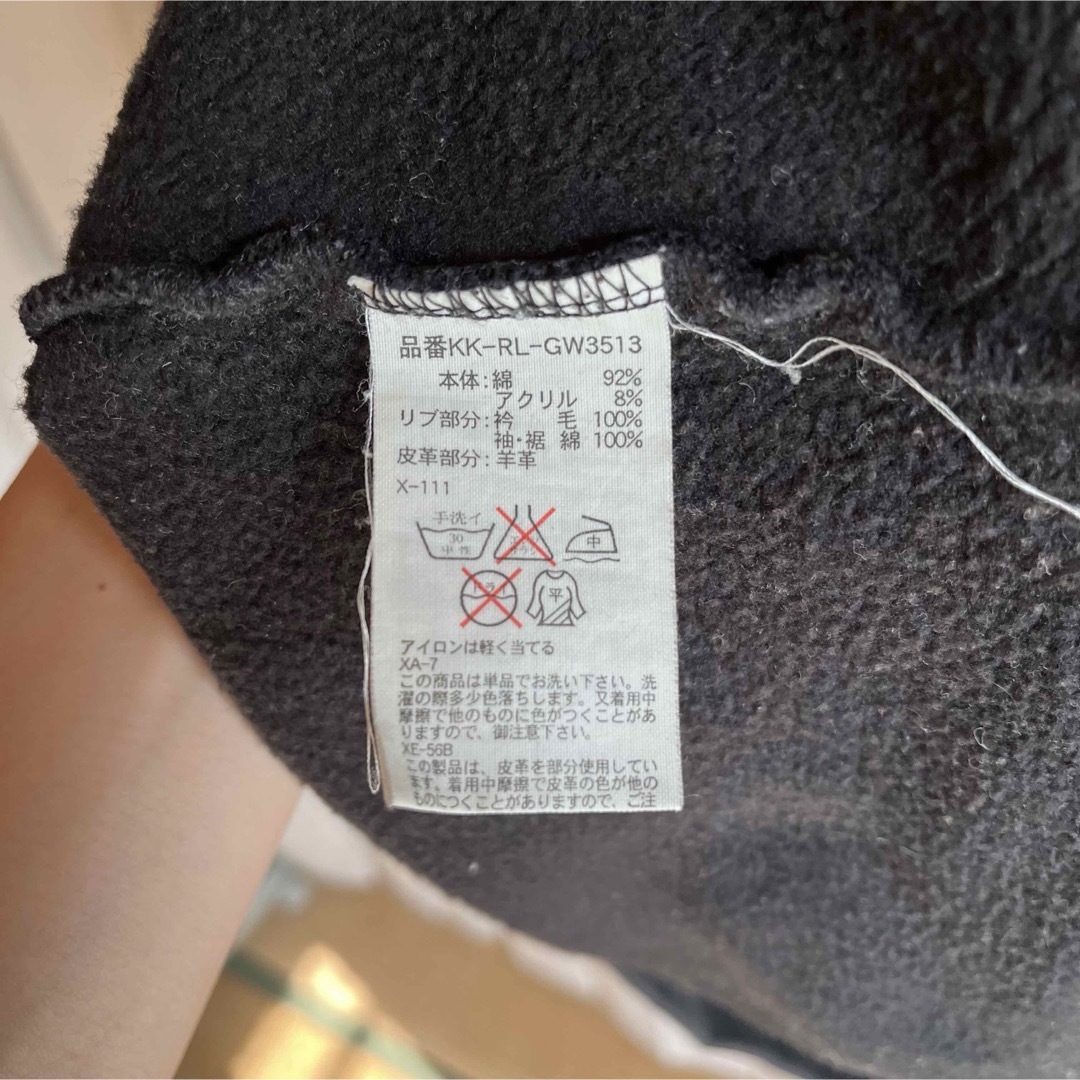 品番KK-RL-GW3513
本体:綿 92%
アクリル 8%
リブ部分:衿 毛 100%
袖・裾 綿 100%
皮革部分:羊革
X-111
手洗イ
30
中性
中
平
アイロンは軽く当てる
XA-7
この商品は単品でお洗い下さい。洗
濯の際多少色落ちします。又着用中
摩擦で他のものに色がつくことがあ
りますので、御注意下さい。
XE-56B
この製品は、皮革を部分使用してい
ます。着用中摩擦で皮革の色が他の
ものにつくことがありますので、ご注